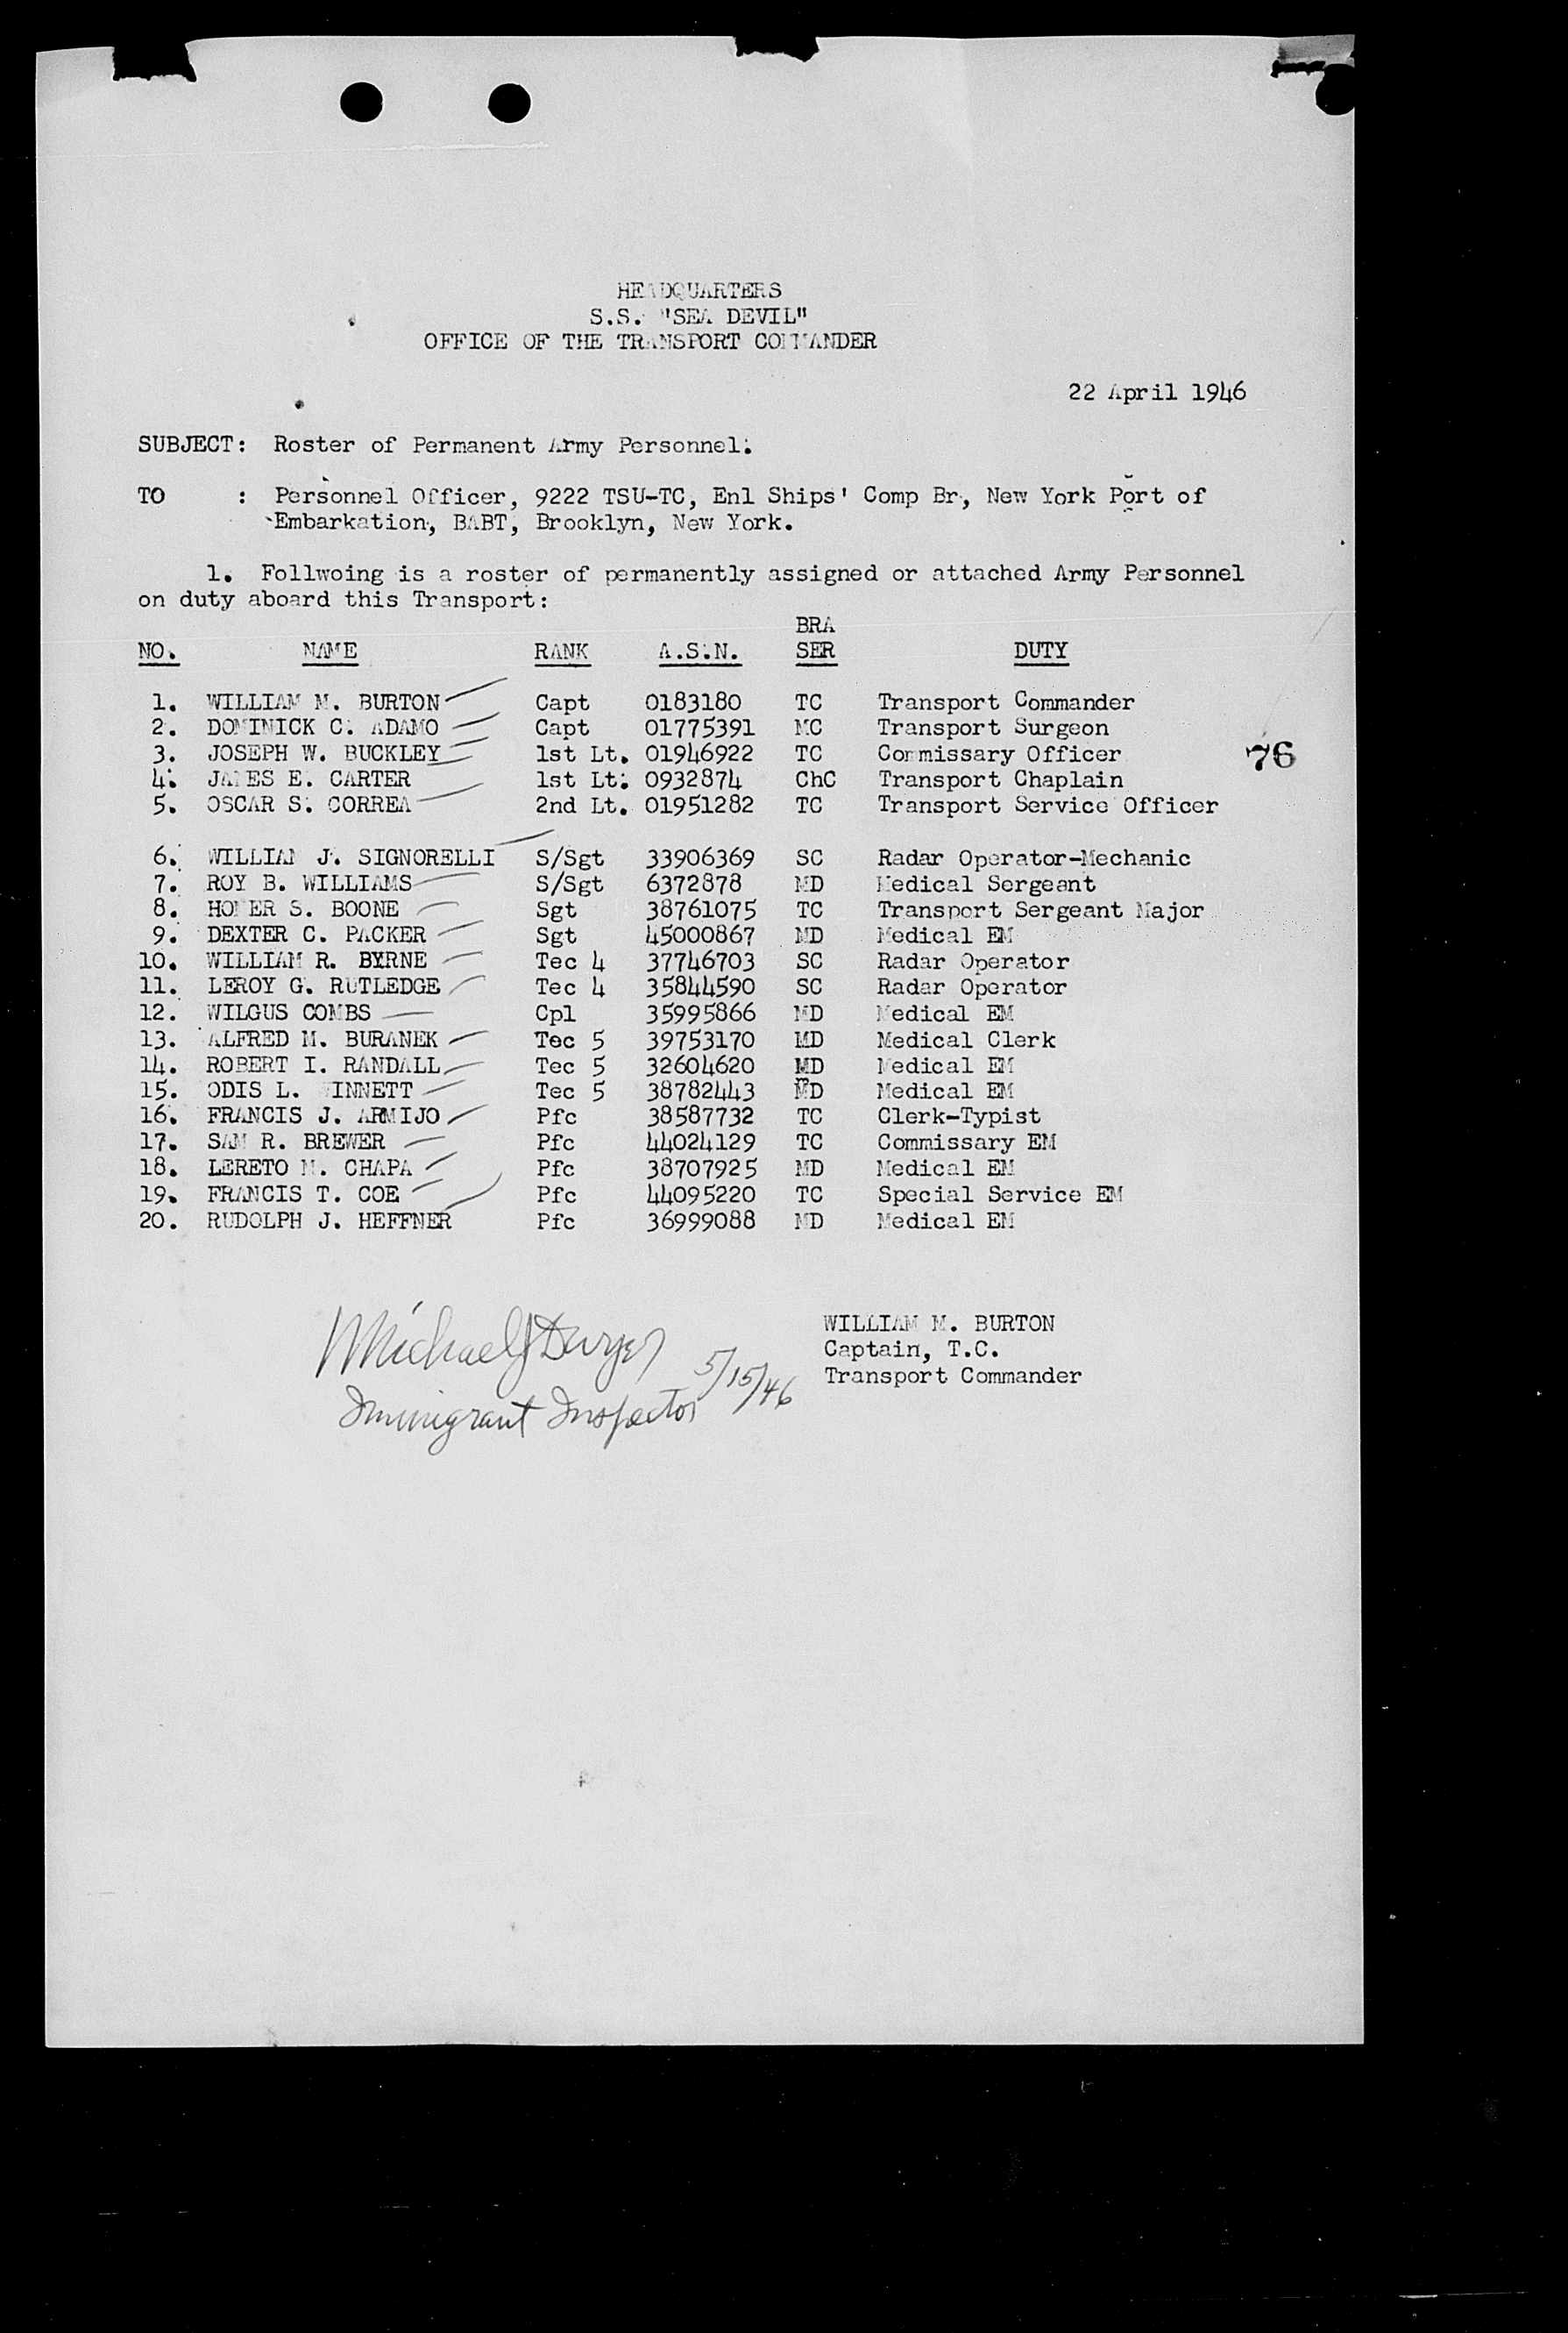 HEADQUARTERS
S.S. "SEA DEVIL"
OFFICE OF THE TRANSPORT COMMANDER
22 April 1946
SUBJECT: Roster of Permanent Army Personnel.
TO : Personnel Officer, 9222 TSU-TC, Enl Ships' Comp Br, New York Port of
Embarkation, BABT, Brooklyn, New York.
1. Follwoing is a roster of permanently assigned or attached Army Personnel
on duty aboard this Transport:
BRA
NO. NAME RANK A.S.N. SER DUTY
1. WILLIAM M. BURTON Capt 0183180 TC Transport Commander
2. DOMINICK C. ADAMO Capt 01775391 MC Transport Surgeon
3. JOSEPH W. BUCKLEY 1st Lt. 01946922 TC Commissary Officer
76
4. JAMES E. CARTER 1st Lt. 0932874 ChC Transport Chaplain
5. OSCAR S. CORREA 2nd Lt. 01951282 TC Transport Service Officer
6. WILLIAM J. SIGNORELLI S/Sgt 33906369 SC Radar Operator-Mechanic
7. ROY B. WILLIAMS S/Sgt 6372878 MD Medical Sergeant
8. HOMER S. BOONE Sgt 38761075 TC Transport Sergeant Major
9. DEXTER C. PACKER Sgt 45000867 MD Medical EM
10. WILLIAM R. BYRNE Tec 4 37746703 SC Radar Operator
11. LEROY G. RUTLEDGE Tec 4 35844590 SC Radar Operator
12. WILGUS COMBS Cpl 35995866 MD Medical EM
13. ALFRED M. BURANEK Tec 5 39753170 MD Medical Clerk
14. ROBERT I. RANDALL Tec 5 32604620 MD Medical EM
15. ODIS L. INNETT Tec 5 38782443 MD Medical EM
16. FRANCIS J. ARMIJO Pfc 38587732 TC Clerk-Typist
17. SAM R. BREWER Pfc 44024129 TC Commissary EM
18. LERETO M. CHAPA Pfc 38707925 MD Medical EM
19. FRANCIS T. COE Pfc 44095220 TC Special Service EM
20. RUDOLPH J. HEFFNER Pfc 36999088 MD Medical EM
WILLIAM M. BURTON
Captain, T.C.
Transport Commander
Michael J Dwyer
Immigrant Inspector 5/15/46